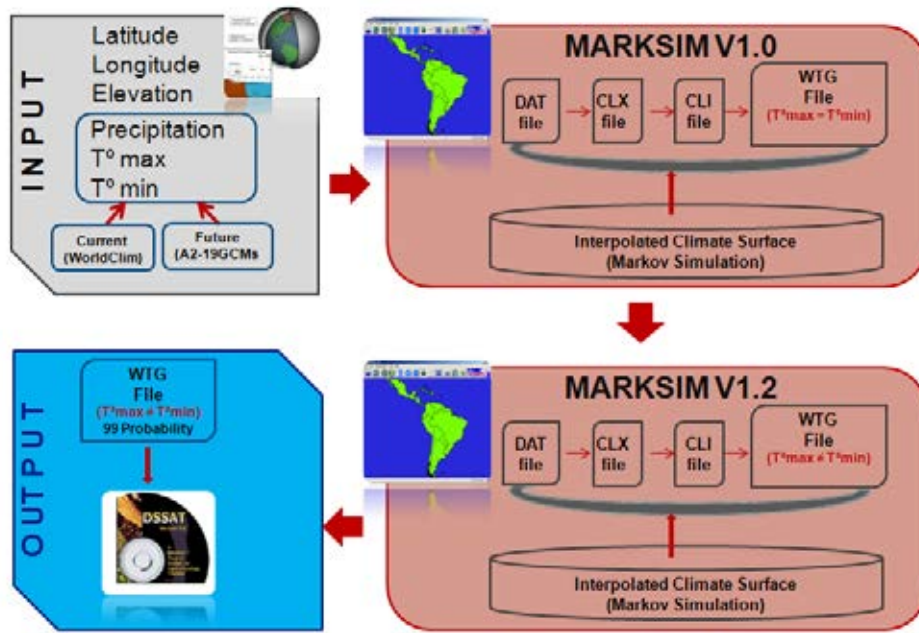 INPUT
Latitude
Longitude
Elevation
Precipitation
Tº max
Tº min
Current
(WorldClim)
Future
(A2-19GCMs
MARKSIM V1.0
DAT
file
CLX
file
CLI
file
WTG
File
(Tºmax = Tºmin)
Interpolated Climate Surface
(Markov Simulation)
MARKSIM V1.2
DAT
file
CLX
file
CLI
file
WTG
File
(Tºmax ≠ Tºmin)
Interpolated Climate Surface
(Markov Simulation)
OUTPUT
WTG
File
(Tºmax ≠ Tºmin)
99 Probability
DSSAT